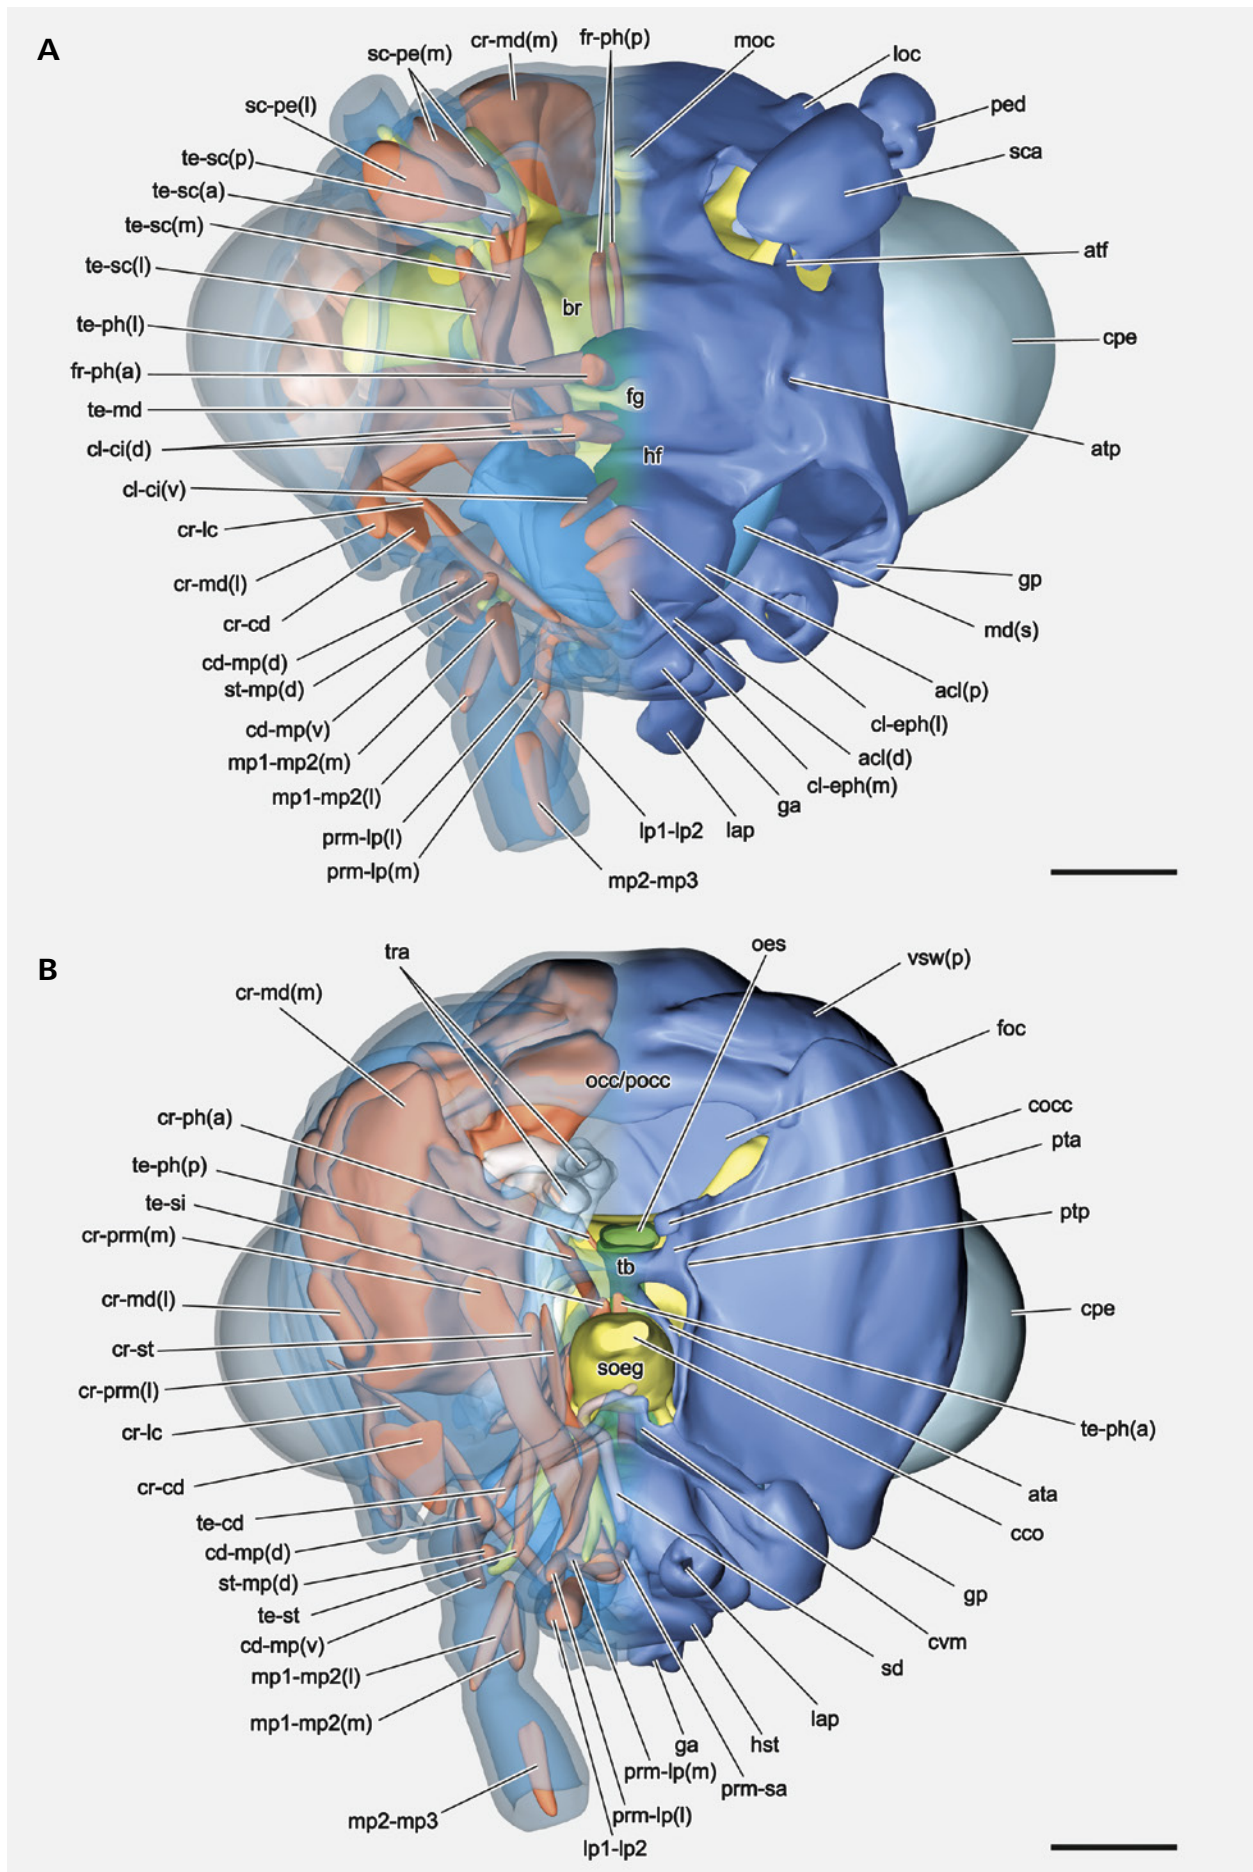 A
sc-pe(m)
cr-md(m)
fr-ph(p)
moc
loc
sc-pe(l)
ped
te-sc(p)
sca
te-sc(a)
te-sc(m)
te-sc(l)
atf
br
te-ph(l)
cpe
fr-ph(a)
fg
te-md
cl-ci(d)
hf
atp
cl-ci(v)
cr-lc
cr-md(l)
gp
cr-cd
md(s)
cd-mp(d)
st-mp(d)
acl(p)
cd-mp(v)
cl-eph(l)
mp1-mp2(m)
acl(d)
mp1-mp2(l)
cl-eph(m)
ga
prm-lp(l)
lp1-lp2
lap
prm-lp(m)
mp2-mp3
B
tra
oes
vsw(p)
cr-md(m)
foc
occ/pocc
cr-ph(a)
cocc
te-ph(p)
pta
te-si
ptp
cr-prm(m)
tb
cr-md(l)
cpe
cr-st
soeg
cr-prm(l)
cr-lc
te-ph(a)
cr-cd
ata
te-cd
cco
cd-mp(d)
st-mp(d)
gp
te-st
cvm
cd-mp(v)
sd
mp1-mp2(l)
lap
mp1-mp2(m)
ga
hst
prm-lp(m)
prm-sa
mp2-mp3
prm-lp(l)
lp1-lp2